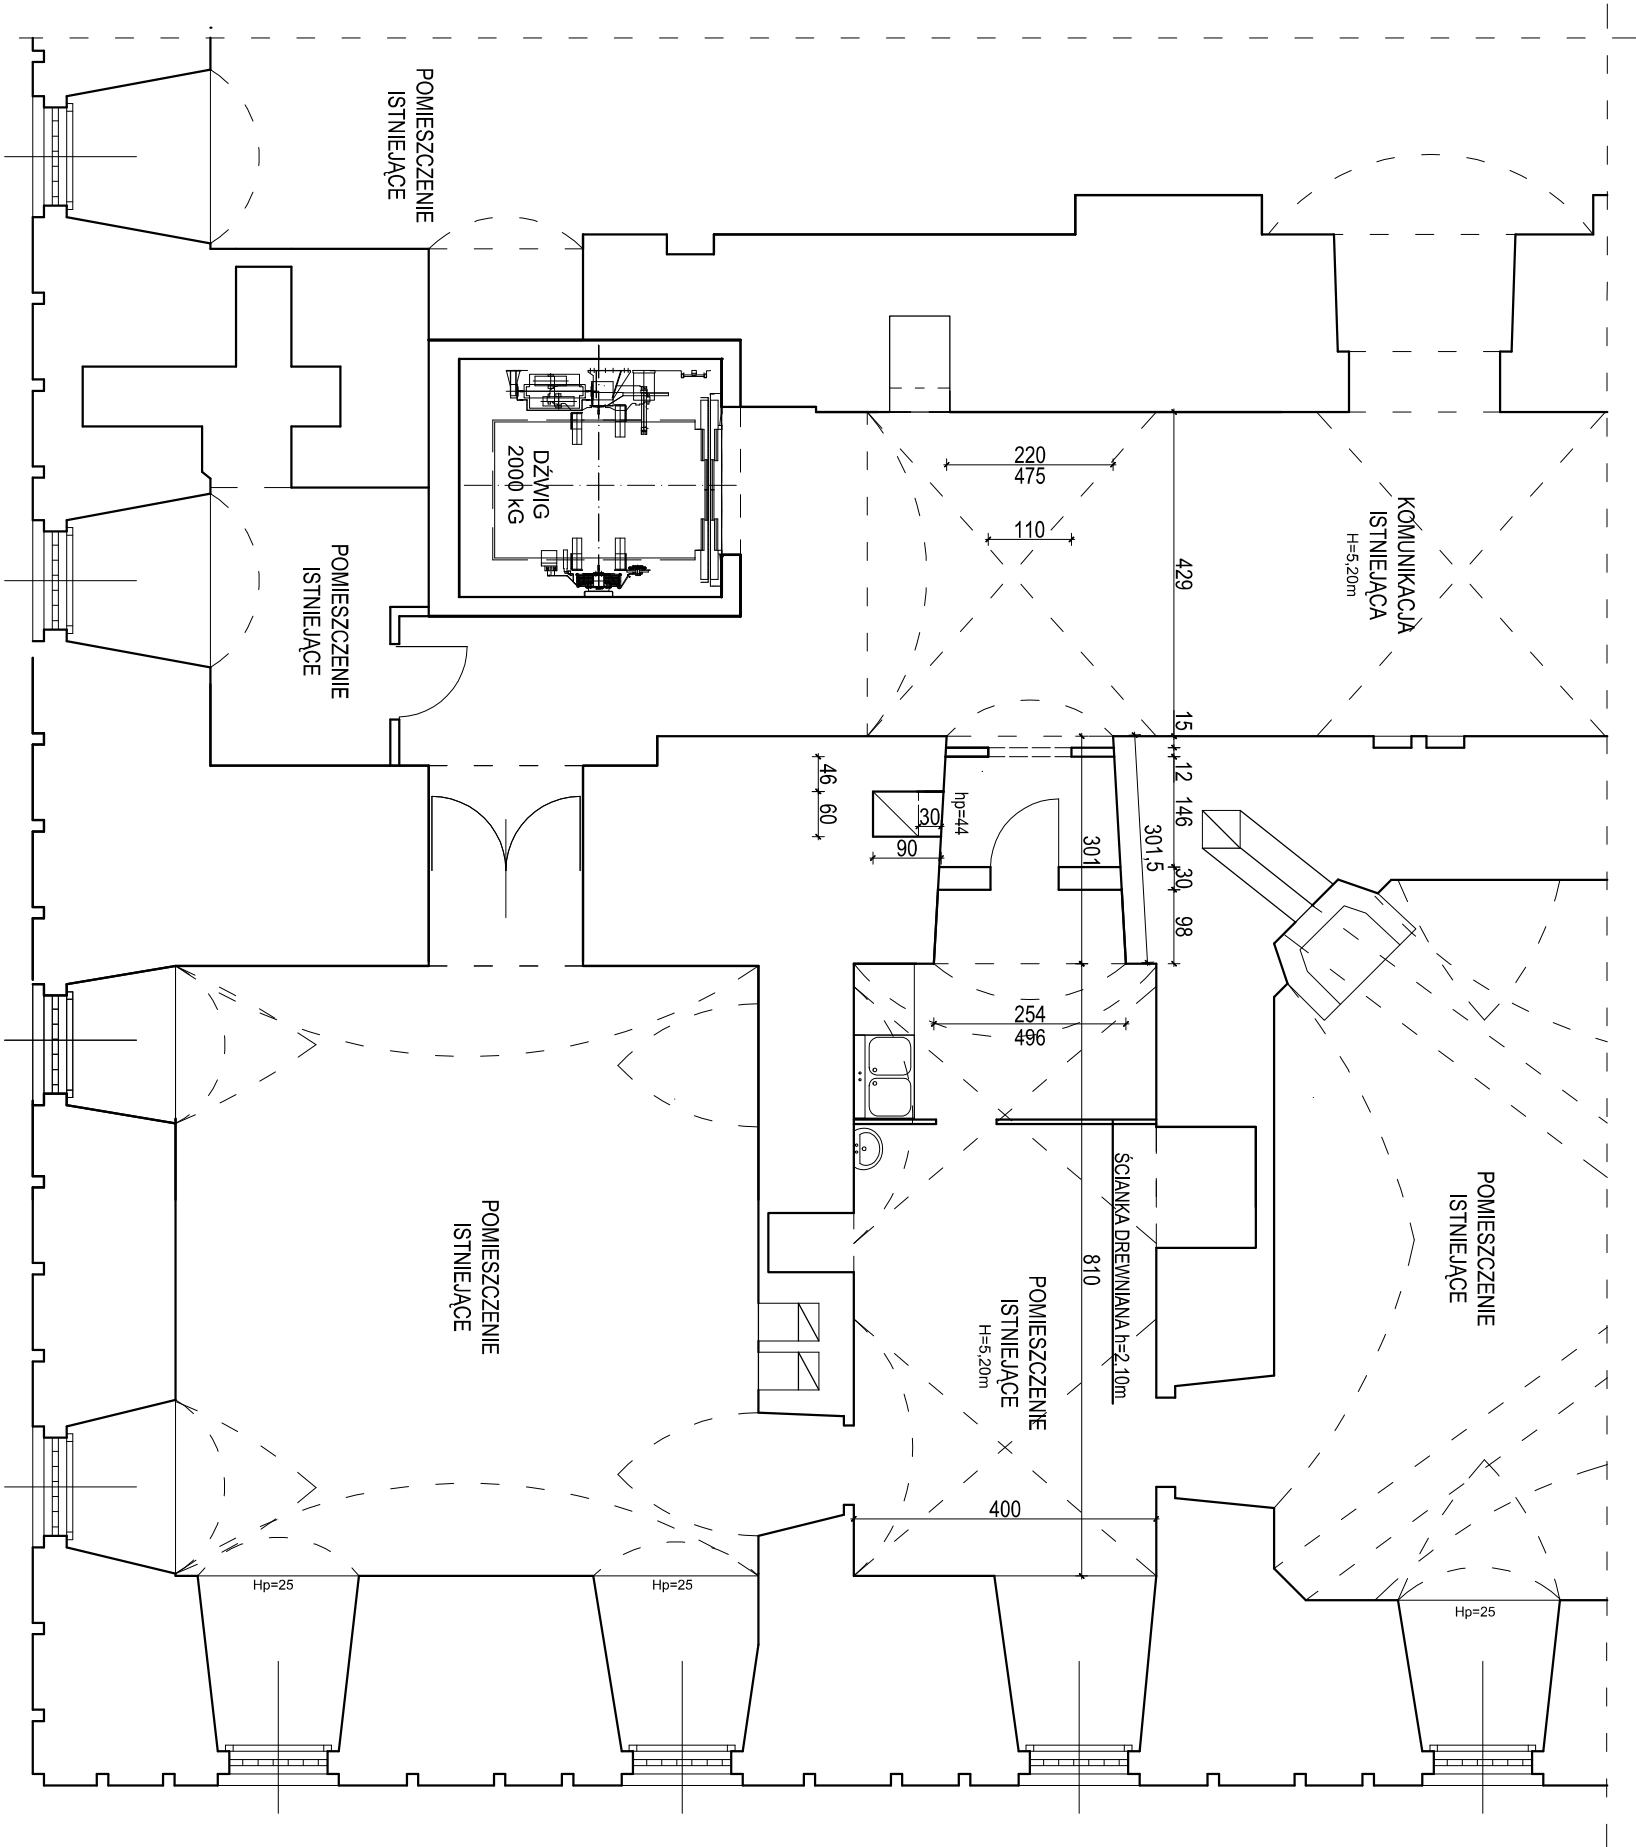 POMIESZCZENIE
ISTNIEJĄCE
DŹWIG
2000 kG
220
475
110
429
KOMUNIKACJA
ISTNIEJĄCA
H=5,20m
POMIESZCZENIE
ISTNIEJĄCE
15
12
146
30
98
301,5
301
46
60
30
90
hp=44
254
496
ŚCIANKA DREWNIANA h=2,10m
810
POMIESZCZENIE
ISTNIEJĄCE
POMIESZCZENIE
ISTNIEJĄCE
H=5,20m
POMIESZCZENIE
ISTNIEJĄCE
400
Hp=25
Hp=25
Hp=25